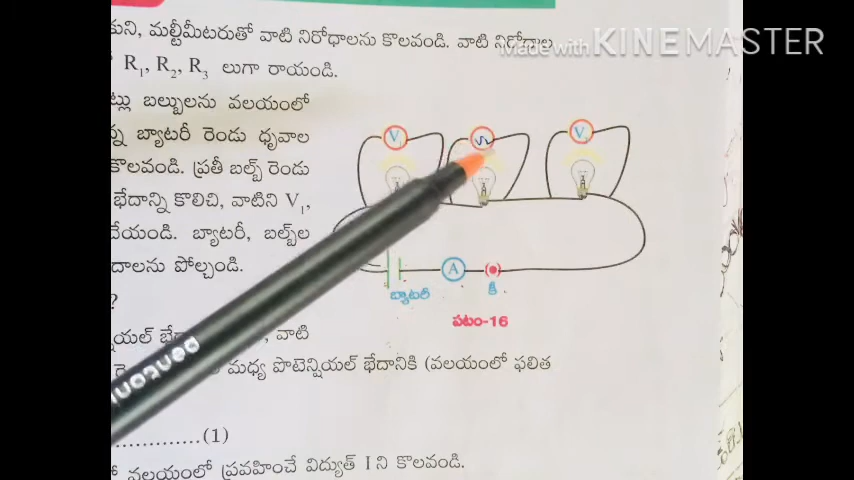 కుని, మల్టీమీటరుతో వాటి నిరోధాలను కొలవండి. వాటి నిరోధాల
Made with KINEMASTER
R₁, R₂, R₃ లుగా రాయండి.
ట్లు బల్బులను వలయంలో
న్న బ్యాటరీ రెండు ధృవాల
కొలవండి. ప్రతీ బల్బ్ రెండు
భేదాన్ని కొలిచి, వాటిని V₁,
చేయండి. బ్యాటరీ, బల్బ్‌ల
దాలను పోల్చండి.
?
వాటి
మధ్య పొటెన్షియల్ భేదానికి (వలయంలో ఫలిత
..............(1)
వలయంలో ప్రవహించే విద్యుత్ I ని కొలవండి.
V
V
A
బ్యాటరీ
కీ
పటం-16